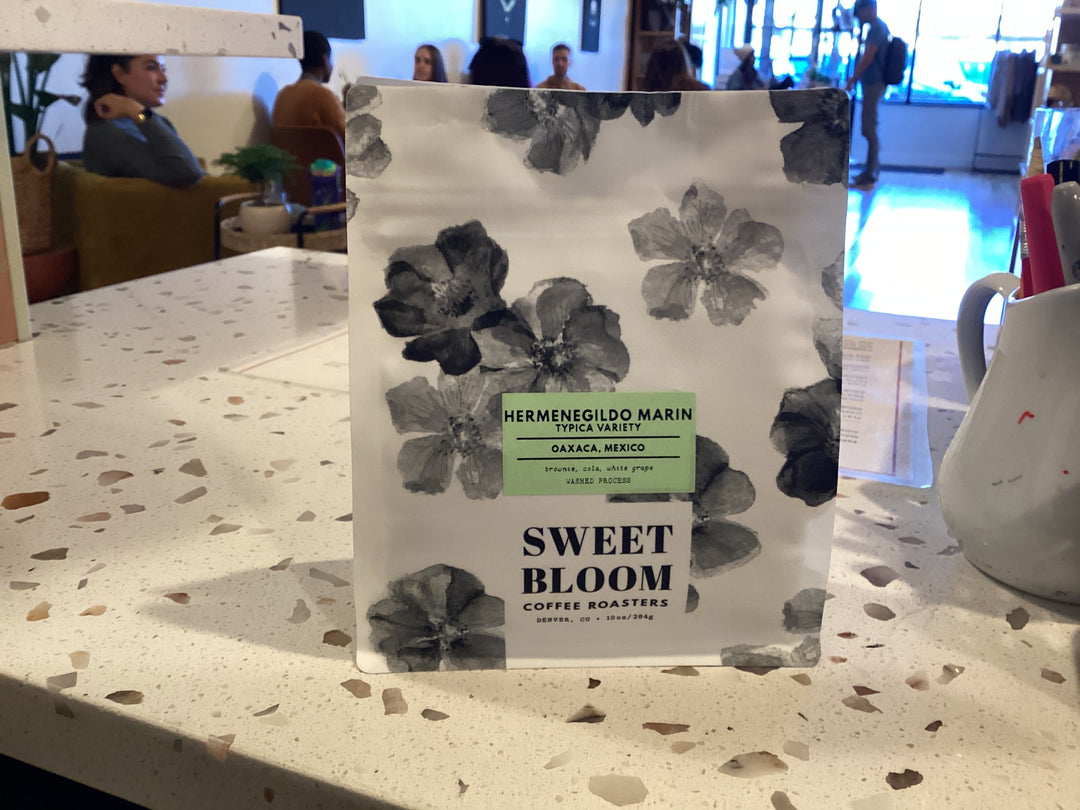 HERMENEGILDO MARIN
TYPICA VARIETY
OAXACA, MEXICO
brownie, cola, white grape
WASHED PROCESS
SWEET
BLOOM
COFFEE ROASTERS
DENVER, CO • 10oz/284g